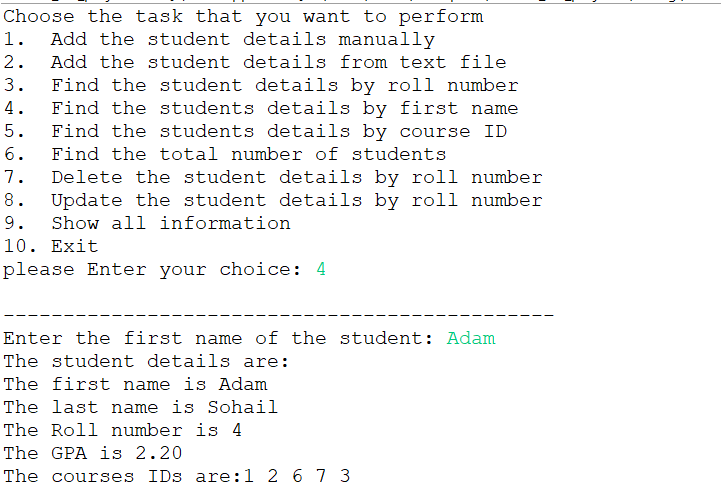 Choose the task that you want to perform
1.  Add the student details manually
2.  Add the student details from text file
3.  Find the student details by roll number
4.  Find the students details by first name
5.  Find the students details by course ID
6.  Find the total number of students
7.  Delete the student details by roll number
8.  Update the student details by roll number
9.  Show all information
10. Exit
please Enter your choice: 4
----------------------------------------------
Enter the first name of the student: Adam
The student details are:
The first name is Adam
The last name is Sohail
The Roll number is 4
The GPA is 2.20
The courses IDs are:1 2 6 7 3